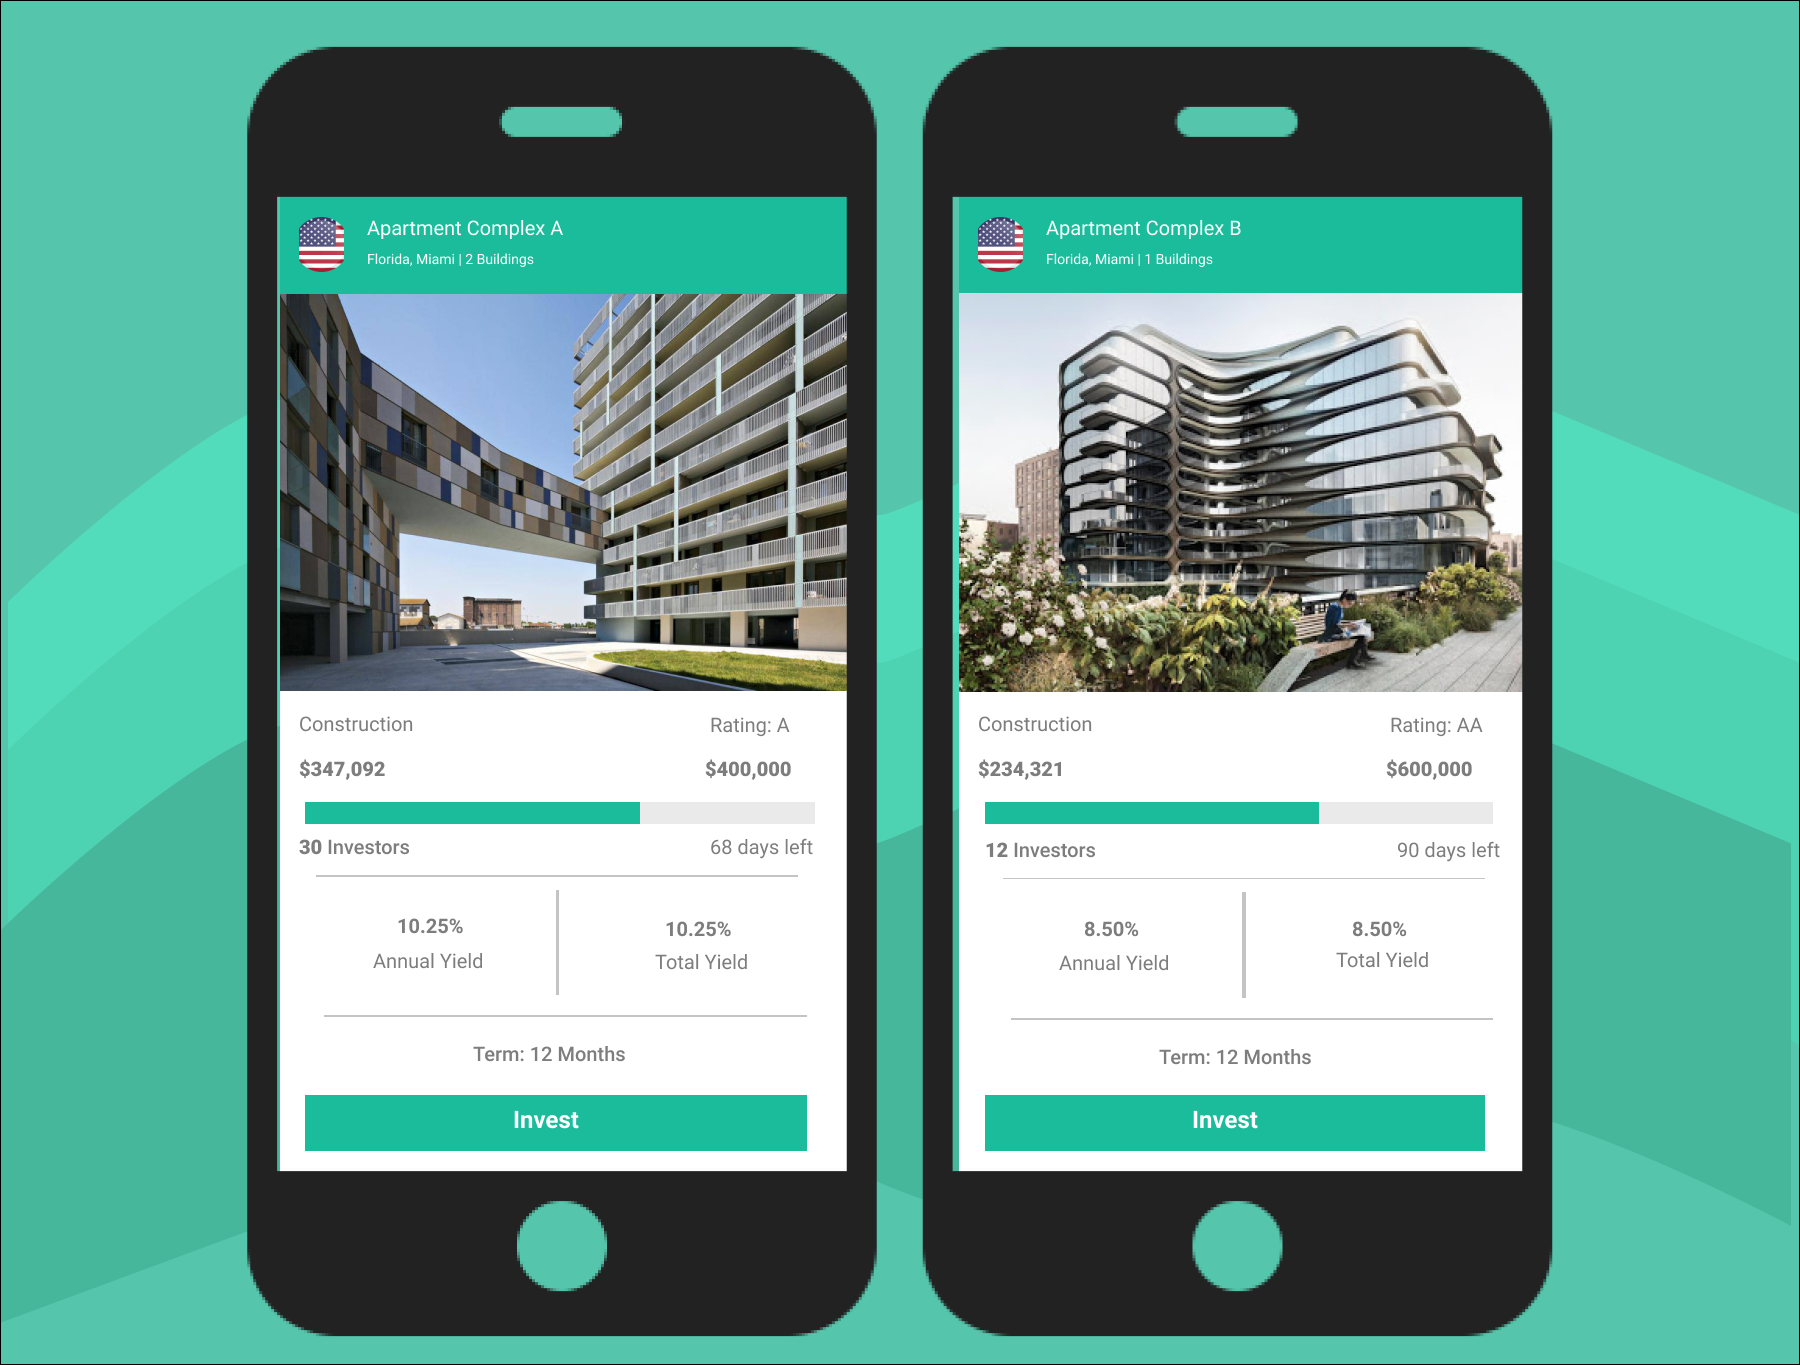 Apartment Complex A
Florida, Miami | 2 Buildings
Construction
Rating: A
$347,092
$400,000
30 Investors
68 days left
10.25%
10.25%
Annual Yield
Total Yield
Term: 12 Months
Invest
Apartment Complex B
Florida, Miami | 1 Buildings
Construction
Rating: AA
$234,321
$600,000
12 Investors
90 days left
8.50%
8.50%
Annual Yield
Total Yield
Term: 12 Months
Invest